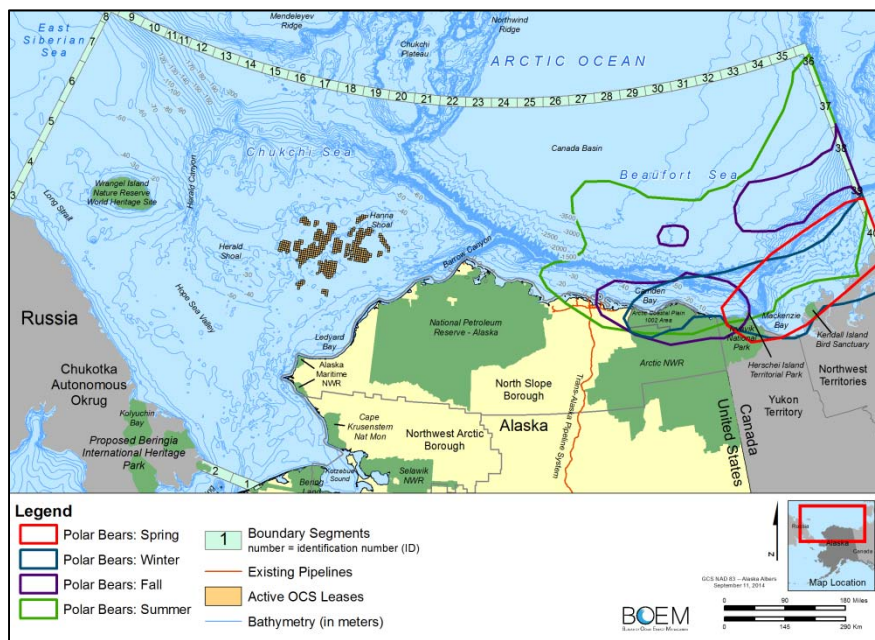 East
Siberian
Sea
Mendeleyev
Ridge
Northwind
Ridge
Chukchi
Plateau
ARCTIC OCEAN
8
9
10
11
12
13
14
15
16
17
18
19
20
21
22
23
24
25
26
27
28
29
30
31
32
33
34
35
36
37
38
39
40
7
6
5
4
3
Chukchi Sea
Canada Basin
Beaufort Sea
Wrangel Island
Nature Reserve
World Heritage Site
Herald Canyon
Long Strait
Hanna
Shoal
Herald
Shoal
Barrow Canyon
Hope Sea Valley
Camden
Bay
Mackenzie
Bay
Ledyard
Bay
Russia
Chukotka
Autonomous
Okrug
Kolyuchin
Bay
Proposed Beringia
International Heritage
Park
2
1
Alaska
Maritime
NWR
National Petroleum
Reserve - Alaska
Arctic Coastal Plain
1002 Area
Arctic NWR
National
Park
Herschel Island
Territorial Park
Kendall Island
Bird Sanctuary
Northwest
Territories
Yukon
Territory
Canada
United States
North Slope
Borough
Alaska
Trans-Alaska Pipeline System
Cape
Krusenstern
Nat Mon
Northwest Arctic
Borough
Kotzebue
Sound
Selawik
NWR
Bering
Land
Legend
Polar Bears: Spring
Polar Bears: Winter
Polar Bears: Fall
Polar Bears: Summer
1 Boundary Segments
number = identification number (ID)
Existing Pipelines
Active OCS Leases
Bathymetry (in meters)
N
GCS NAD 83 – Alaska Albers
September 11, 2014
BOEM
Bureau of Ocean Energy Management
Russia
Alaska
Canada
Map Location
0 90 180 Miles
0 145 290 Km